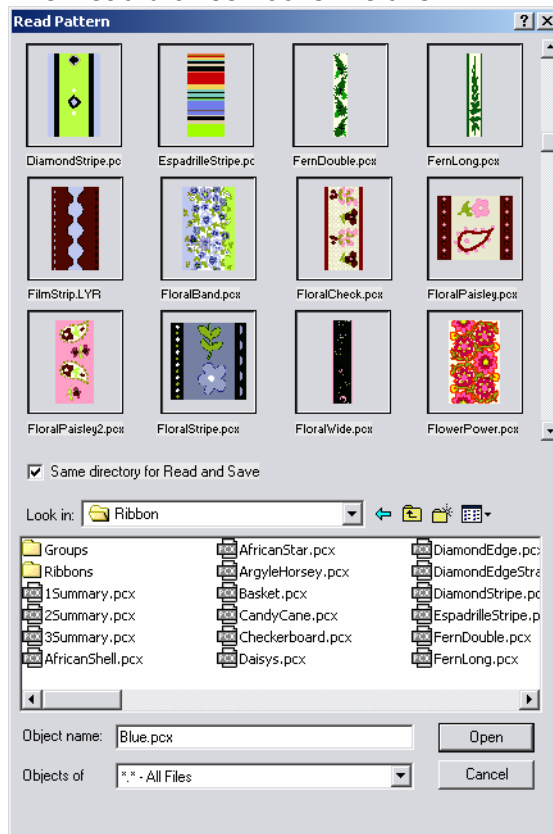 Read Pattern
DiamondStripe.pc EspadrilleStripe.pc FernDouble.pcx FernLong.pcx
FilmStrip.LYR FloralBand.pcx FloralCheck.pcx FloralPaisley.pcx
FloralPaisley2.pcx FloralStripe.pcx FloralWide.pcx FlowerPower.pcx
Same directory for Read and Save
Look in: Ribbon
Groups AfricanStar.pcx DiamondEdge.pcx
Ribbons ArgyleHorsey.pcx DiamondEdgeStra
1Summary.pcx Basket.pcx DiamondStripe.pc
2Summary.pcx CandyCane.pcx EspadrilleStripe.p
3Summary.pcx Checkerboard.pcx FernDouble.pcx
AfricanShell.pcx Daisys.pcx FernLong.pcx
Object name: Blue.pcx Open
Objects of *.* - All Files Cancel